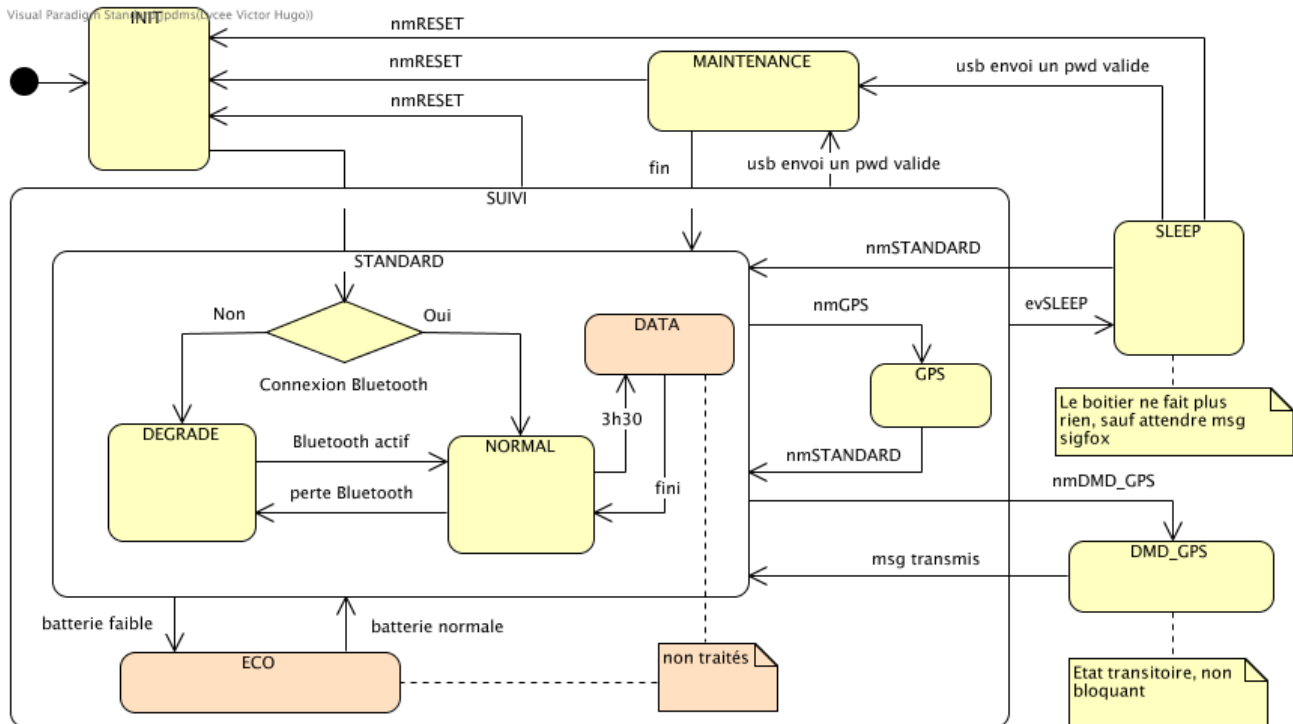 Visual Paradigm Standard(jpdms(Lycee Victor Hugo))
INIT
nmRESET
nmRESET
MAINTENANCE
usb envoi un pwd valide
nmRESET
fin
usb envoi un pwd valide
SUIVI
SLEEP
STANDARD
nmSTANDARD
Non
Oui
nmGPS
evSLEEP
DATA
GPS
Connexion Bluetooth
Le boitier ne fait plus
rien, sauf attendre msg
sigfox
3h30
DEGRADE
Bluetooth actif
NORMAL
nmSTANDARD
perte Bluetooth
fini
nmDMD_GPS
DMD_GPS
msg transmis
batterie faible
batterie normale
ECO
non traités
Etat transitoire, non
bloquant